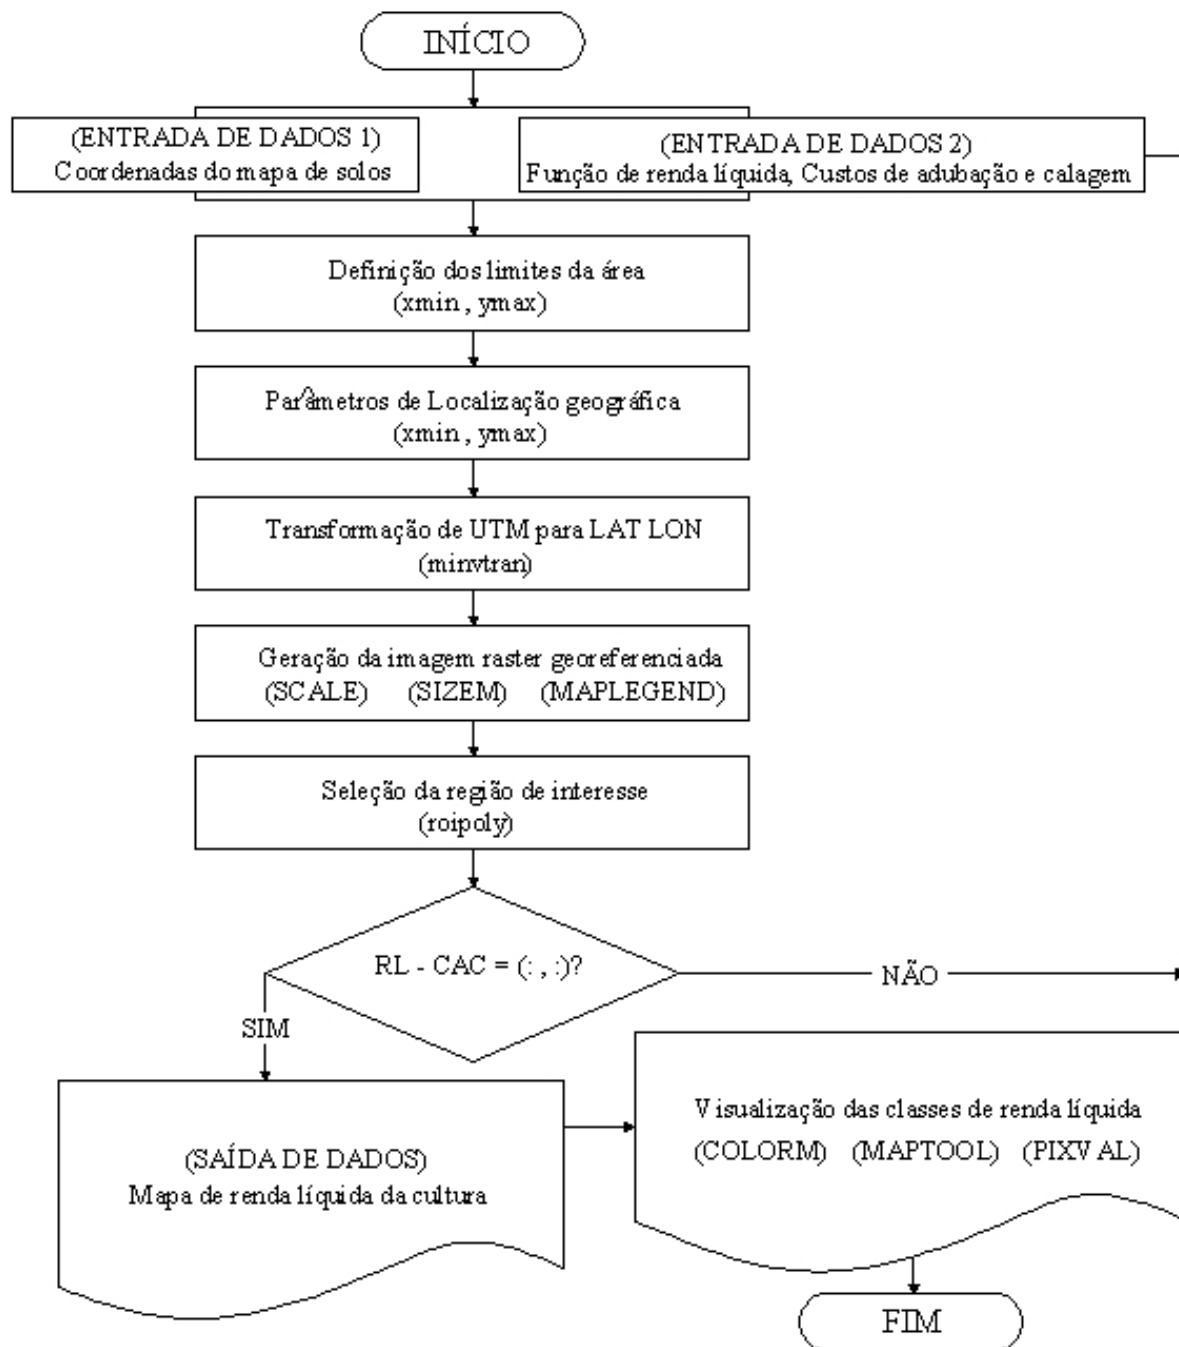 INÍCIO
(ENTRADA DE DADOS 1)
Coordenadas do mapa de solos
(ENTRADA DE DADOS 2)
Função de renda líquida, Custos de adubação e calagem
Definição dos limites da área
(xmin , ymax)
Parâmetros de Localização geográfica
(xmin , ymax)
Transformação de UTM para LAT LON
(minvtran)
Geração da imagem raster georeferenciada
(SCALE) (SIZEM) (MAPLEGEND)
Seleção da região de interesse
(roipoly)
RL - CAC = (: , :)?
NÃO
SIM
(SAÍDA DE DADOS)
Mapa de renda líquida da cultura
Visualização das classes de renda líquida
(COLORM) (MAPTOOL) (PIXVAL)
FIM